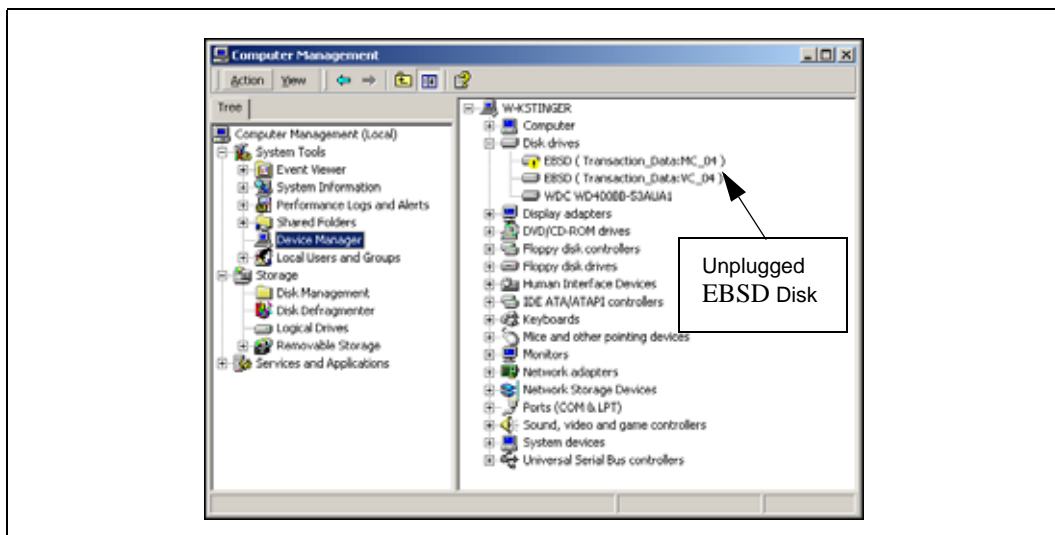 Computer Management
Action View
Tree
Computer Management (Local)
System Tools
Event Viewer
System Information
Performance Logs and Alerts
Shared Folders
Device Manager
Local Users and Groups
Storage
Disk Management
Disk Defragmenter
Logical Drives
Removable Storage
Services and Applications
W-KSTINGER
Computer
Disk drives
EBSD ( Transaction_Data:MC_04 )
EBSD ( Transaction_Data:VC_04 )
WDC WD400BB-53AUA1
Display adapters
DVD/CD-ROM drives
Floppy disk controllers
Floppy disk drives
Human Interface Devices
IDE ATA/ATAPI controllers
Keyboards
Mice and other pointing devices
Monitors
Network adapters
Network Storage Devices
Ports (COM & LPT)
Sound, video and game controllers
System devices
Universal Serial Bus controllers
Unplugged
EBSD Disk